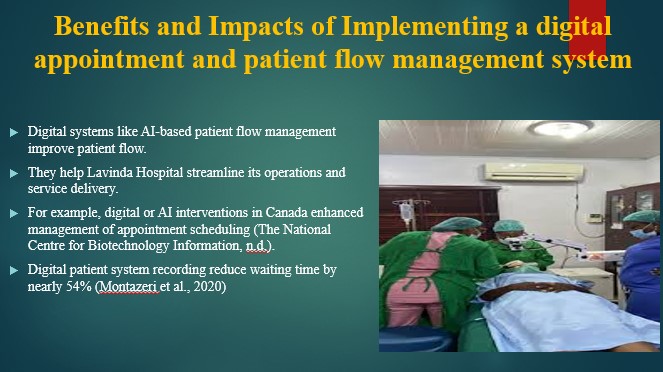 Benefits and Impacts of Implementing a digital
appointment and patient flow management system
Digital systems like AI-based patient flow management
improve patient flow.
They help Lavinda Hospital streamline its operations and
service delivery.
For example, digital or AI interventions in Canada enhanced
management of appointment scheduling (The National
Centre for Biotechnology Information, n.d.).
Digital patient system recording reduce waiting time by
nearly 54% (Montazeri et al., 2020)